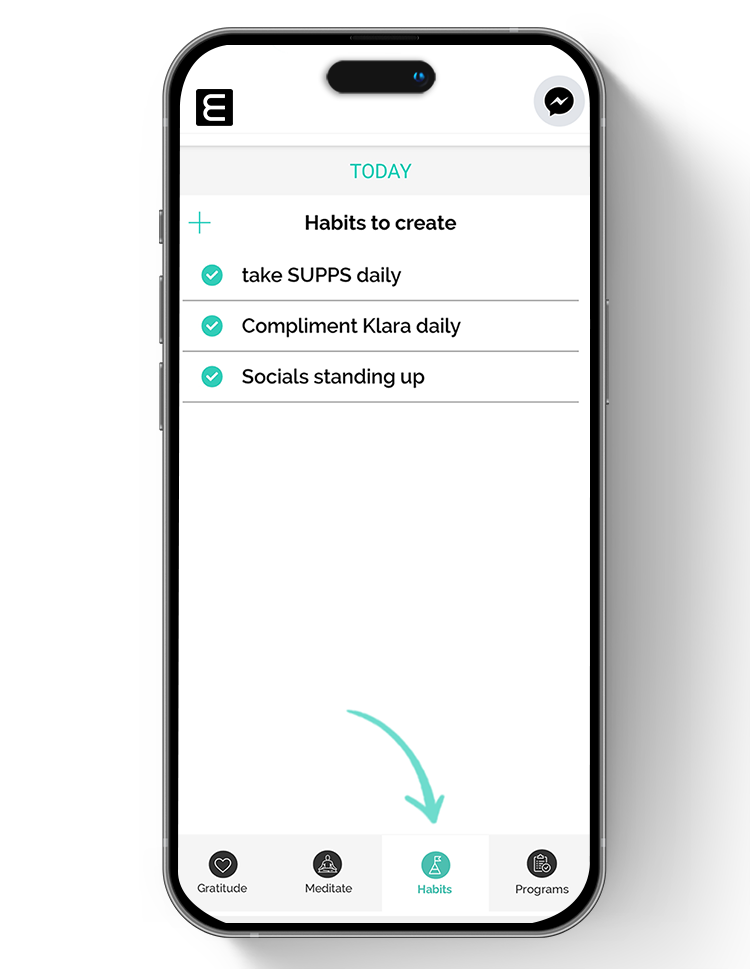 TODAY
Habits to create
take SUPPS daily
Compliment Klara daily
Socials standing up
Gratitude
Meditate
Habits
Programs